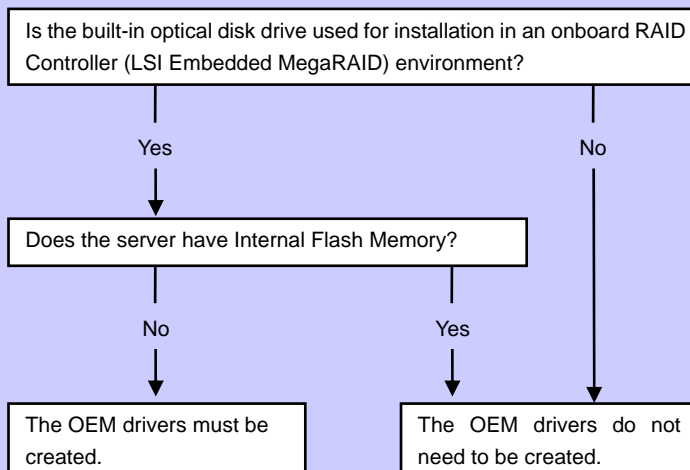 Is the built-in optical disk drive used for installation in an onboard RAID
Controller (LSI Embedded MegaRAID) environment?
Yes
No
Does the server have Internal Flash Memory?
No
Yes
The OEM drivers must be
created.
The OEM drivers do not
need to be created.